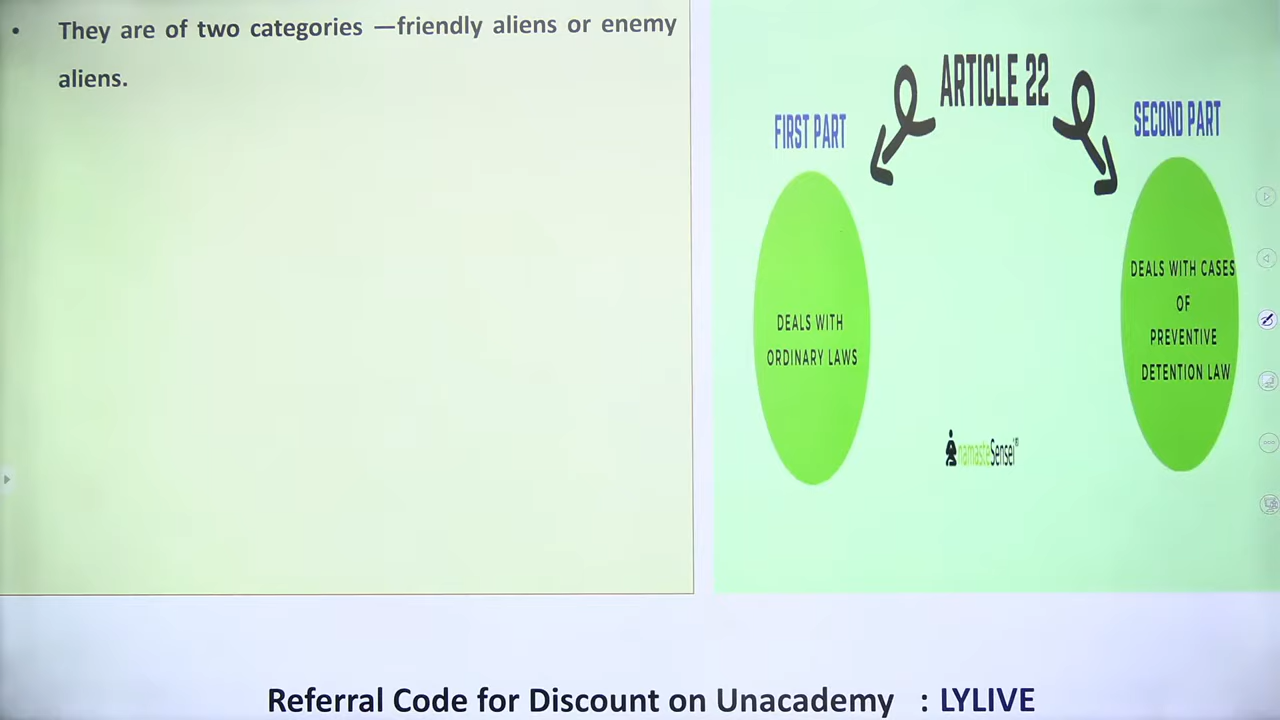 • They are of two categories —friendly aliens or enemy
aliens.
ARTICLE 22
FIRST PART
SECOND PART
DEALS WITH
ORDINARY LAWS
DEALS WITH CASES
OF
PREVENTIVE
DETENTION LAW
namasteSensei®
Referral Code for Discount on Unacademy : LYLIVE